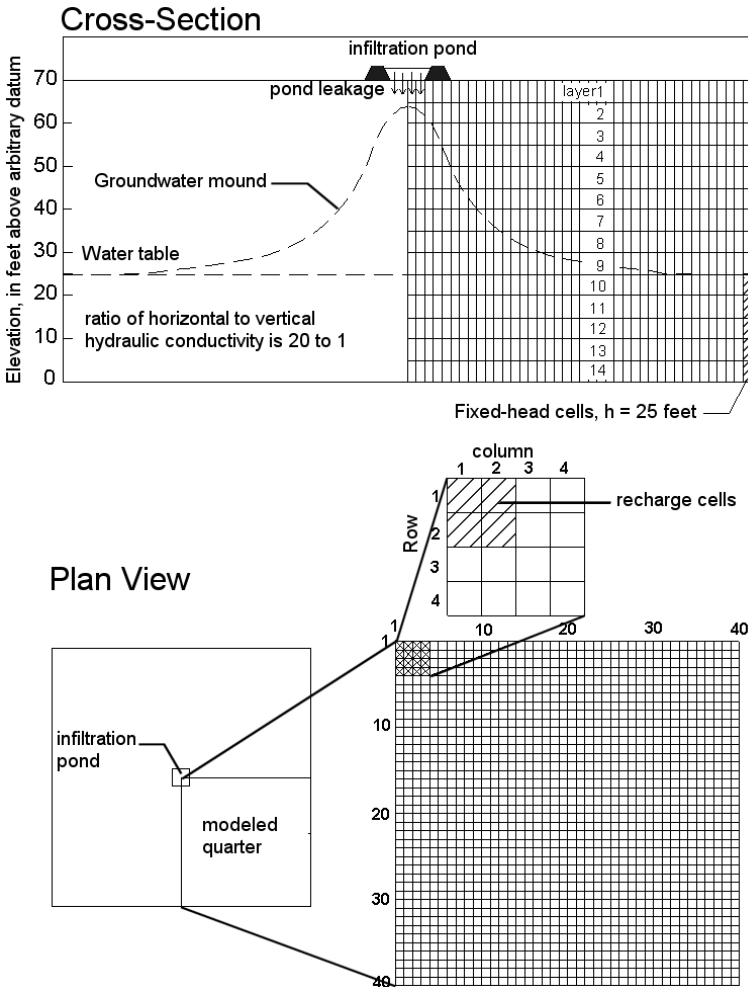 Cross-Section
infiltration pond
pond leakage
Elevation, in feet above arbitrary datum
70
60
50
40
30
20
10
0
layer1
2
3
4
5
6
7
8
9
10
11
12
13
14
Groundwater mound
Water table
ratio of horizontal to vertical
hydraulic conductivity is 20 to 1
Fixed-head cells, h = 25 feet
column
1 2 3 4
Row
1
2
3
4
recharge cells
Plan View
infiltration
pond
modeled
quarter
1 10 20 30 40
1
10
20
30
40